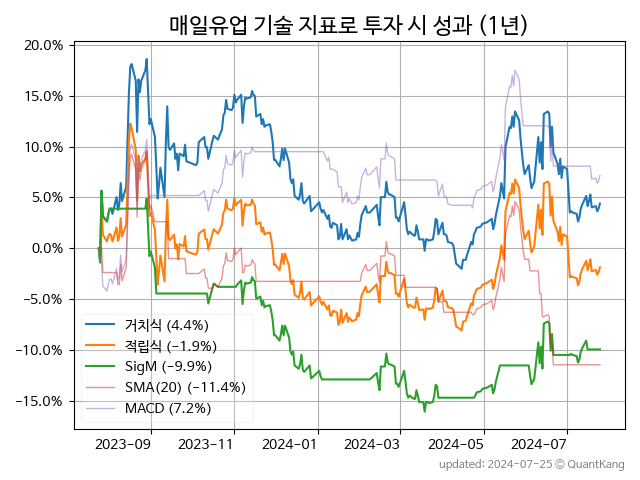 매일유업 기술 지표로 투자 시 성과 (1년)
20.0%
15.0%
10.0%
5.0%
0.0%
−5.0%
−10.0%
−15.0%
거치식 (4.4%)
적립식 (−1.9%)
SigM (−9.9%)
SMA(20) (−11.4%)
MACD (7.2%)
2023-09 2023-11 2024-01 2024-03 2024-05 2024-07
updated: 2024-07-25 © QuantKang